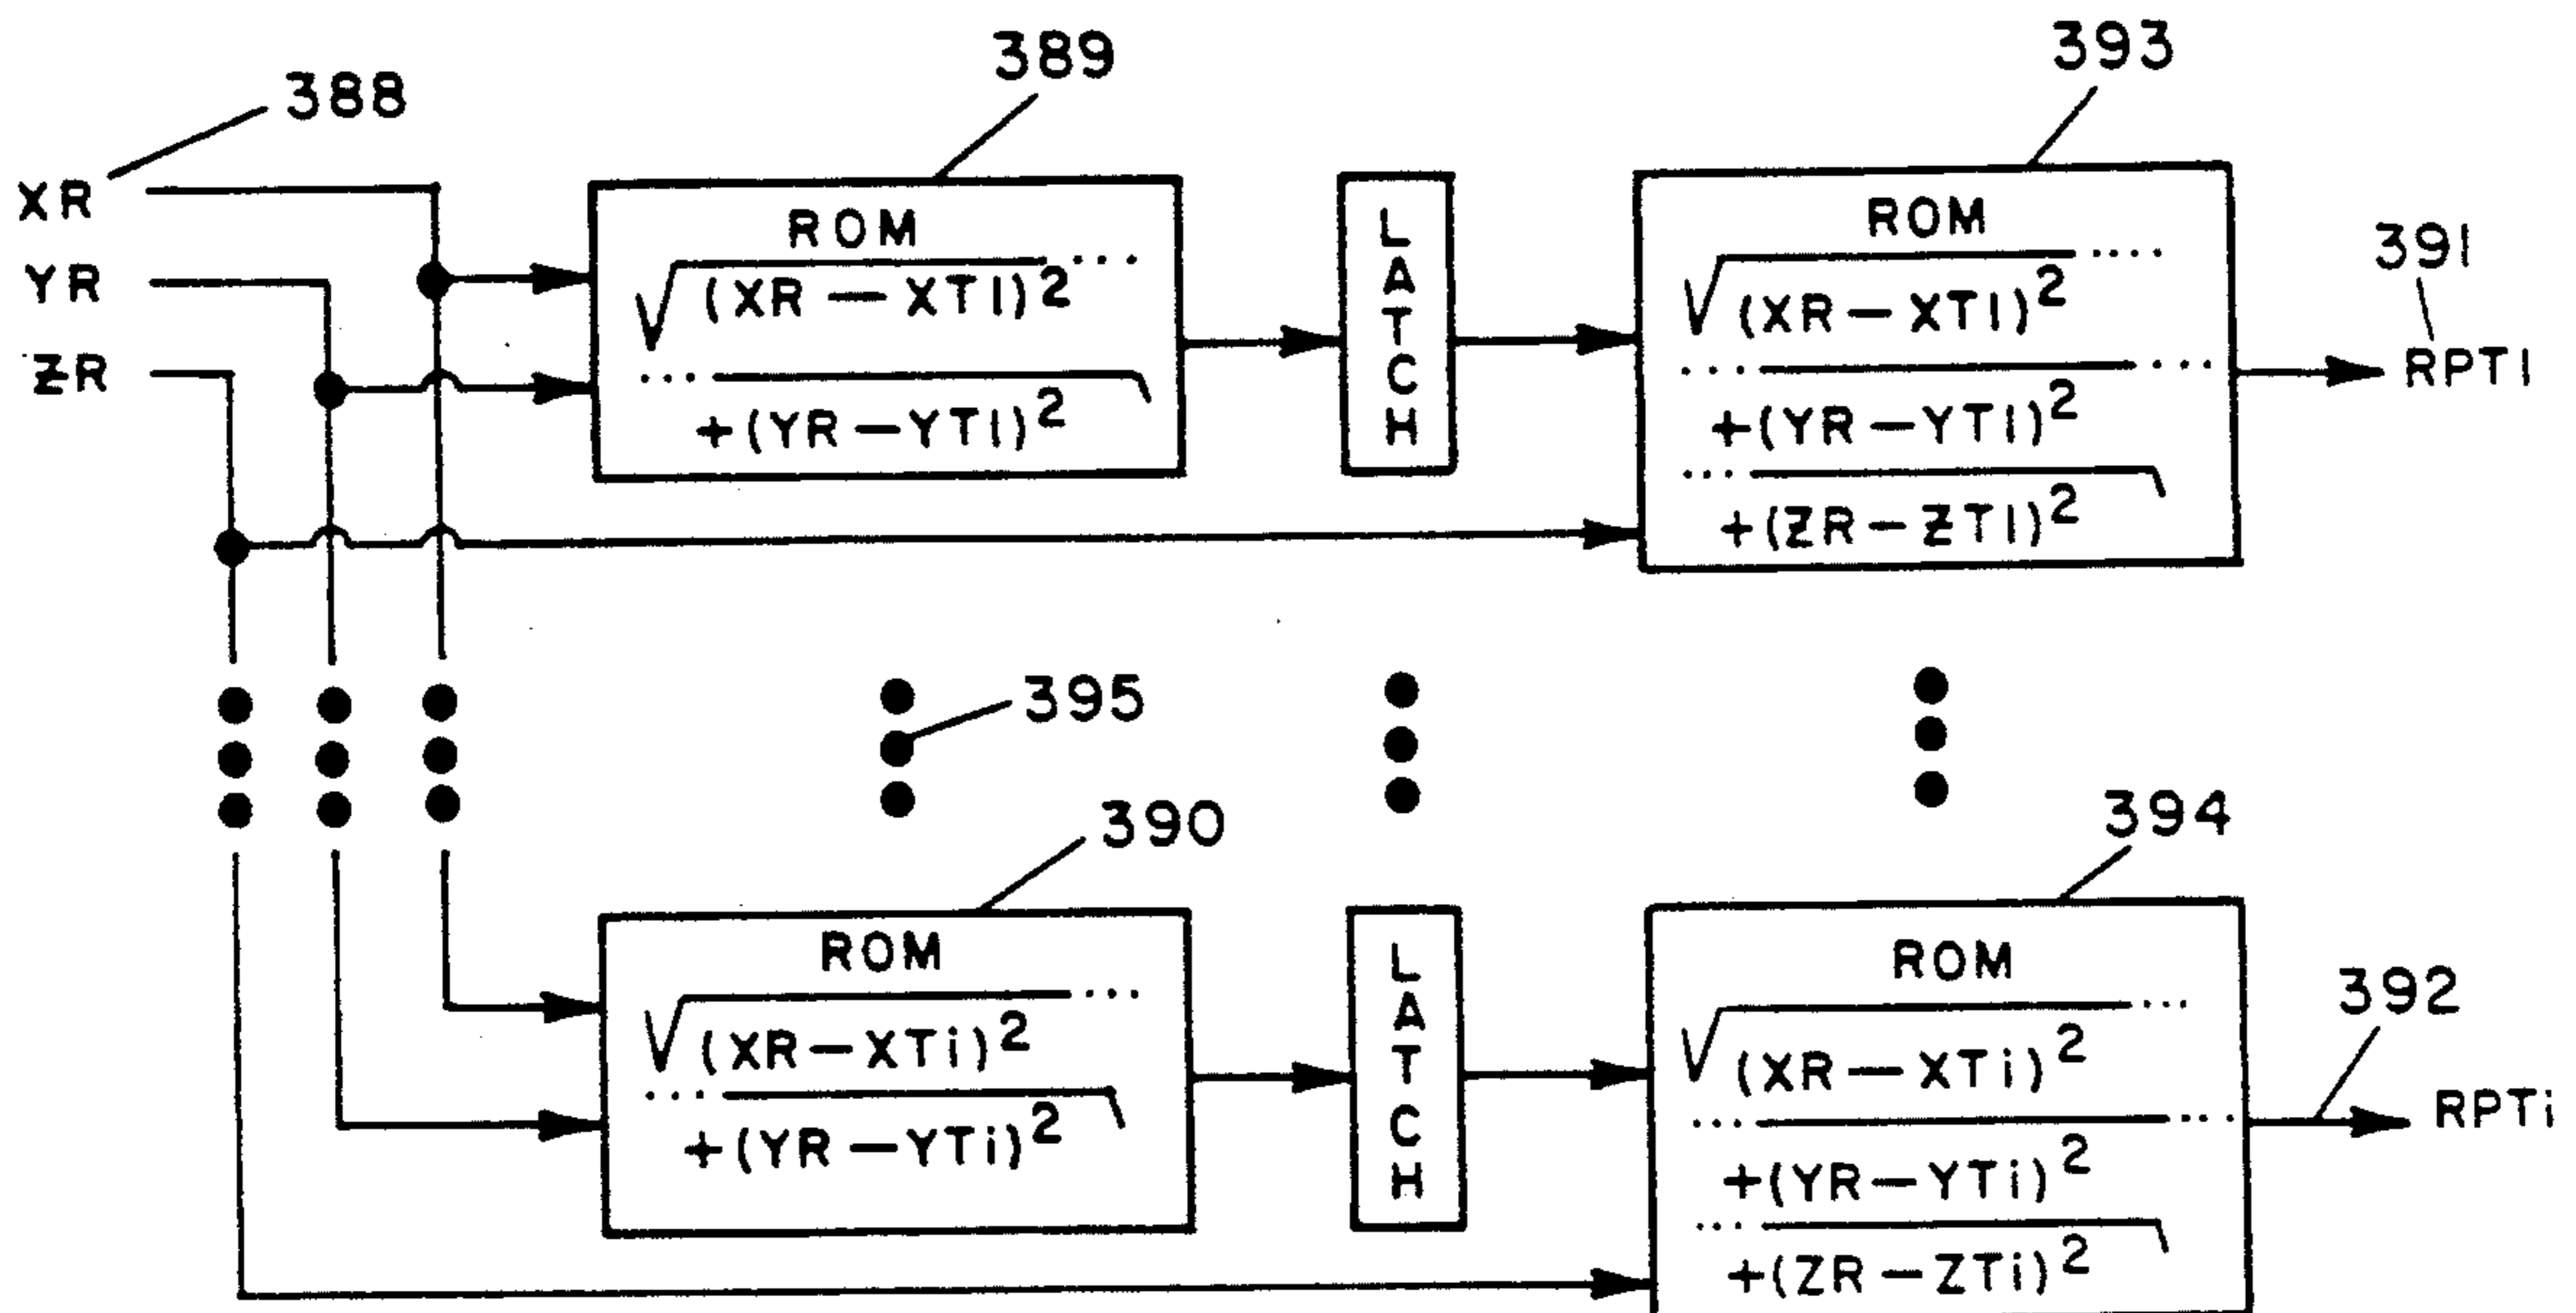 388
389
393
XR
YR
ZR
ROM
√(XR — XT1)² ····
···· +(YR —YT1)²
LATCH
ROM
√(XR — XT1)² ····
···· +(YR —YT1)² ····
···· +(ZR —ZT1)²
391
RPT1
395
390
394
ROM
√(XR — XTi)² ····
···· +(YR —YTi)²
LATCH
ROM
√(XR — XTi)² ···
··· +(YR —YTi)² ····
··· +(ZR —ZTi)²
392
RPTi